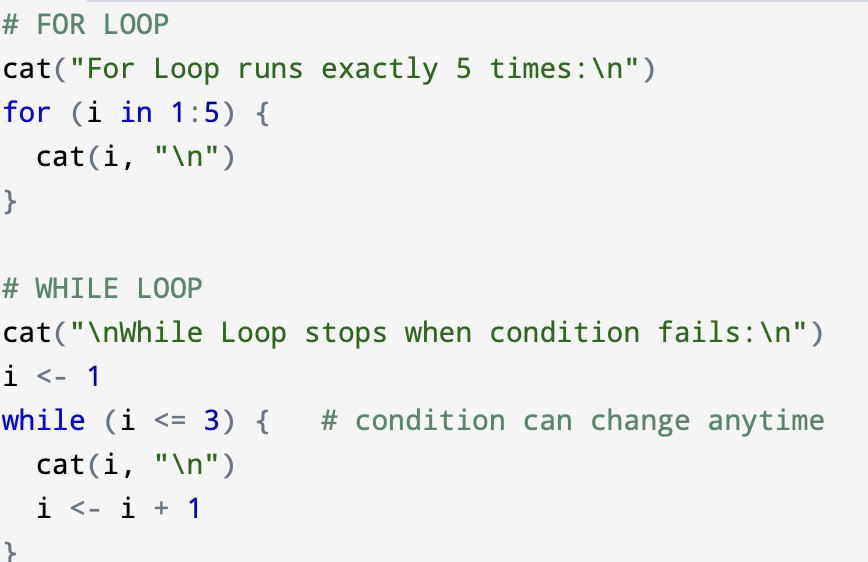 # FOR LOOP
cat("For Loop runs exactly 5 times:\n")
for (i in 1:5) {
  cat(i, "\n")
}

# WHILE LOOP
cat("\nWhile Loop stops when condition fails:\n")
i <- 1
while (i <= 3) {   # condition can change anytime
  cat(i, "\n")
  i <- i + 1
}